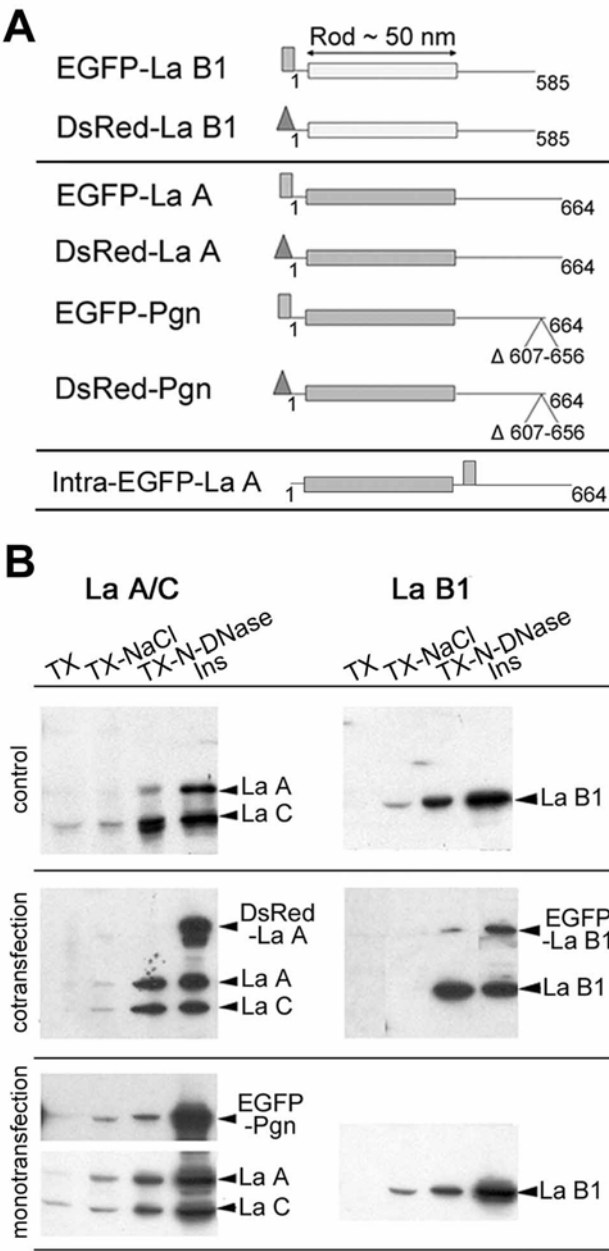 A
Rod ~ 50 nm
EGFP-La B1
1
585
DsRed-La B1
1
585
EGFP-La A
1
664
DsRed-La A
1
664
EGFP-Pgn
1
664
Δ 607-656
DsRed-Pgn
1
664
Δ 607-656
Intra-EGFP-La A
1
664
B
La A/C
La B1
TX
TX-NaCl
TX-N-DNase
Ins
TX
TX-NaCl
TX-N-DNase
Ins
control
La A
La C
La B1
cotransfection
DsRed
-La A
La A
La C
EGFP
-La B1
La B1
monotransfection
EGFP
-Pgn
La A
La C
La B1